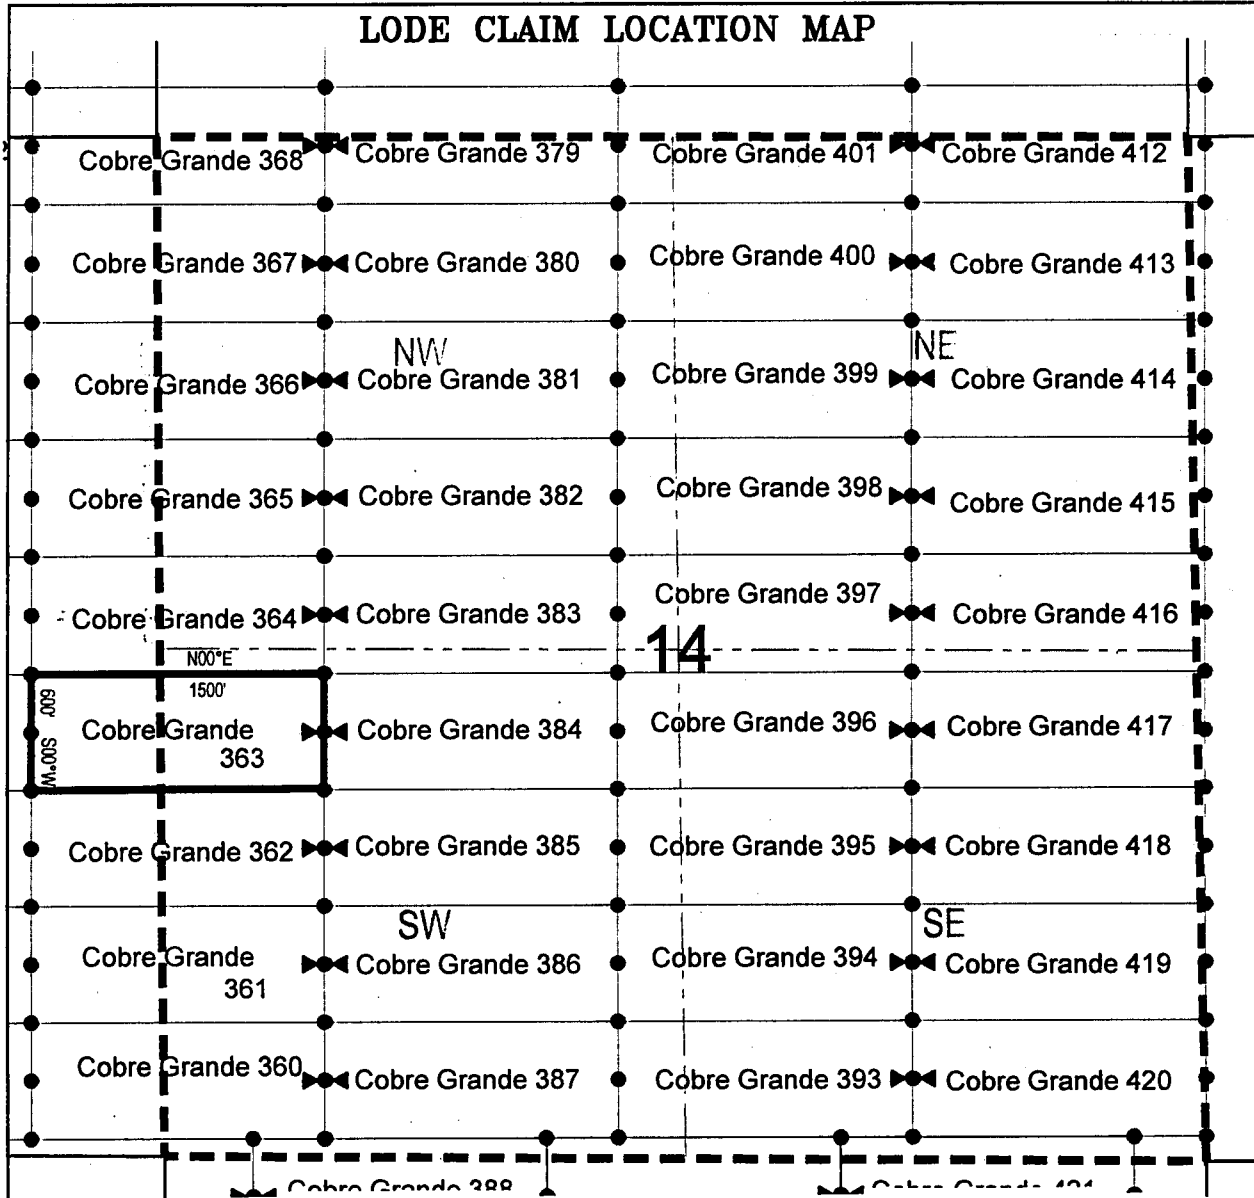 LODE CLAIM LOCATION MAP
Cobre Grande 368 Cobre Grande 379 Cobre Grande 401 Cobre Grande 412
Cobre Grande 367 Cobre Grande 380 Cobre Grande 400 Cobre Grande 413
NW NE
Cobre Grande 366 Cobre Grande 381 Cobre Grande 399 Cobre Grande 414
Cobre Grande 365 Cobre Grande 382 Cobre Grande 398 Cobre Grande 415
Cobre Grande 364 Cobre Grande 383 Cobre Grande 397 Cobre Grande 416
14
N00°E
1500'
600' S00°W
Cobre Grande
363
Cobre Grande 384 Cobre Grande 396 Cobre Grande 417
Cobre Grande 362 Cobre Grande 385 Cobre Grande 395 Cobre Grande 418
SW SE
Cobre Grande
361
Cobre Grande 386 Cobre Grande 394 Cobre Grande 419
Cobre Grande 360 Cobre Grande 387 Cobre Grande 393 Cobre Grande 420
Cobre Grande 388 Cobre Grande 421